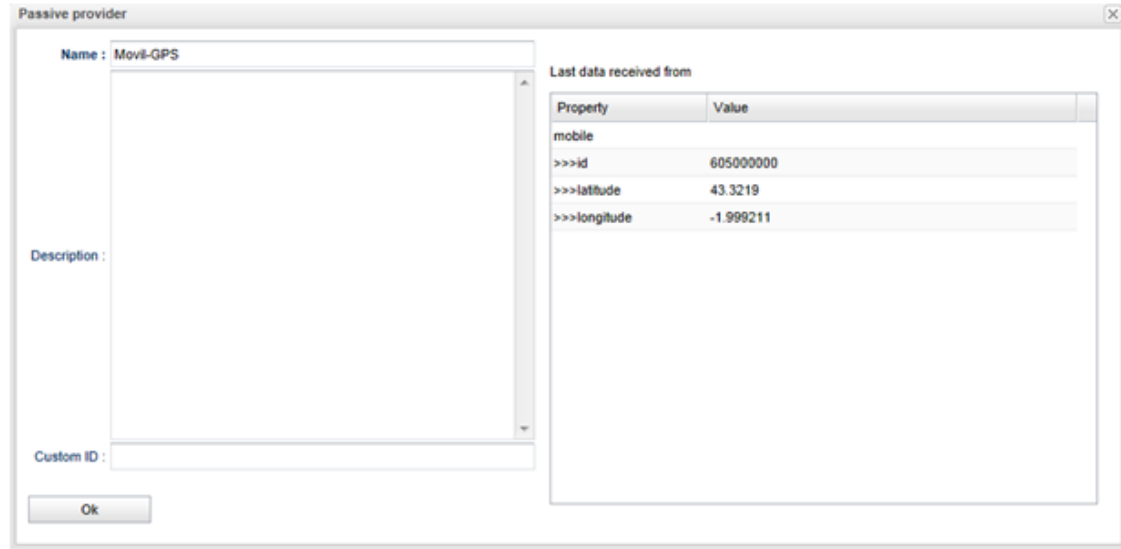 Passive provider
Name : Movil-GPS
Description :
Custom ID :
Ok
Last data received from
Property Value
mobile
>>>id 605000000
>>>latitude 43.3219
>>>longitude -1.999211